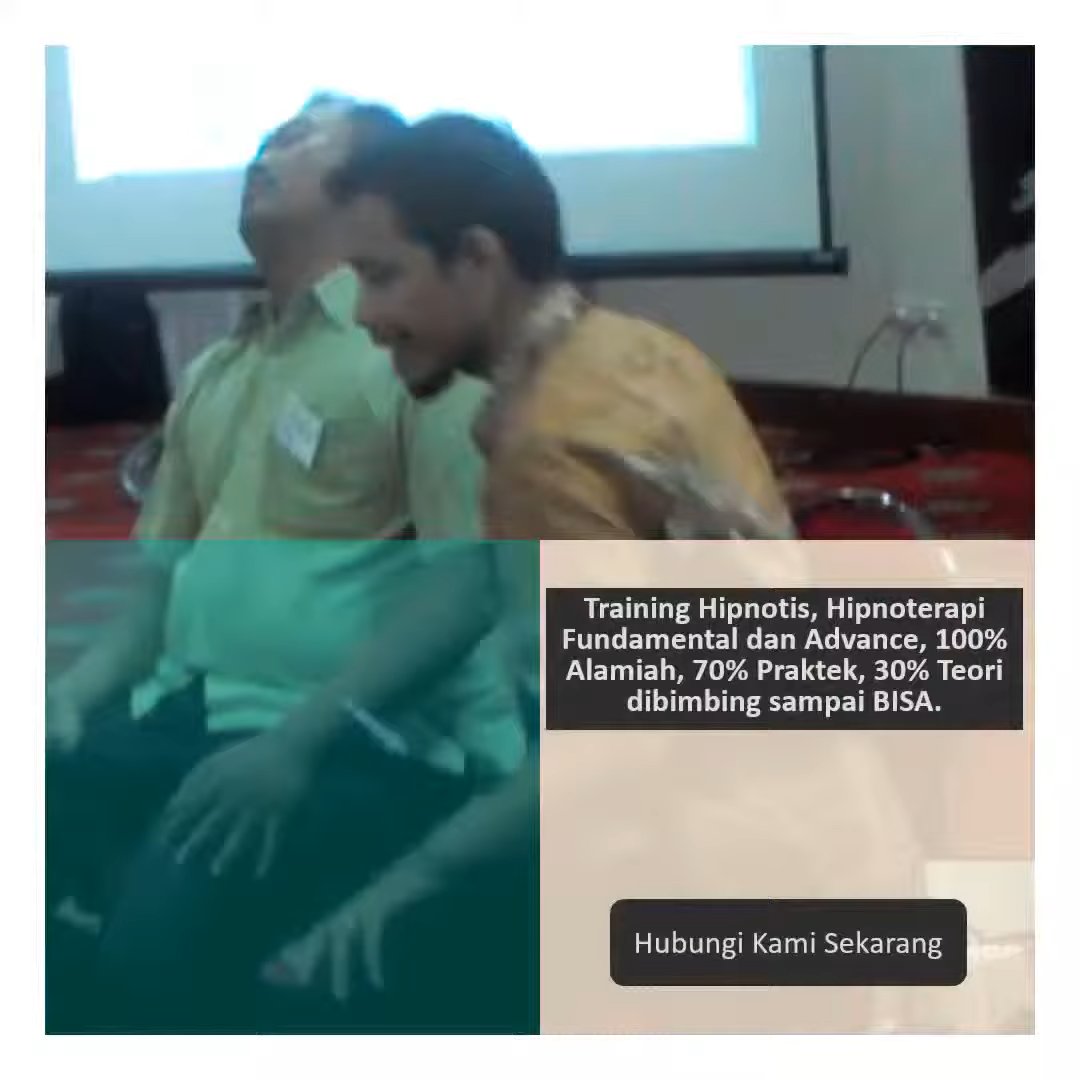 Training Hipnotis, Hipnoterapi
Fundamental dan Advance, 100%
Alamiah, 70% Praktek, 30% Teori
dibimbing sampai BISA.
Hubungi Kami Sekarang